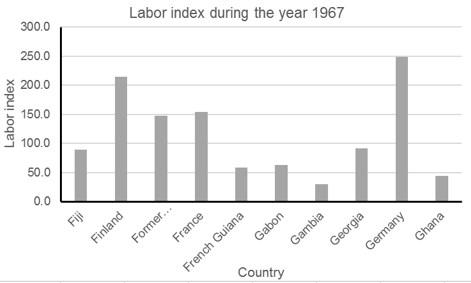 Labor index during the year 1967
300.0
250.0
200.0
150.0
100.0
50.0
0.0
Labor index
Fiji
Finland
Former…
France
French Guiana
Gabon
Gambia
Georgia
Germany
Ghana
Country